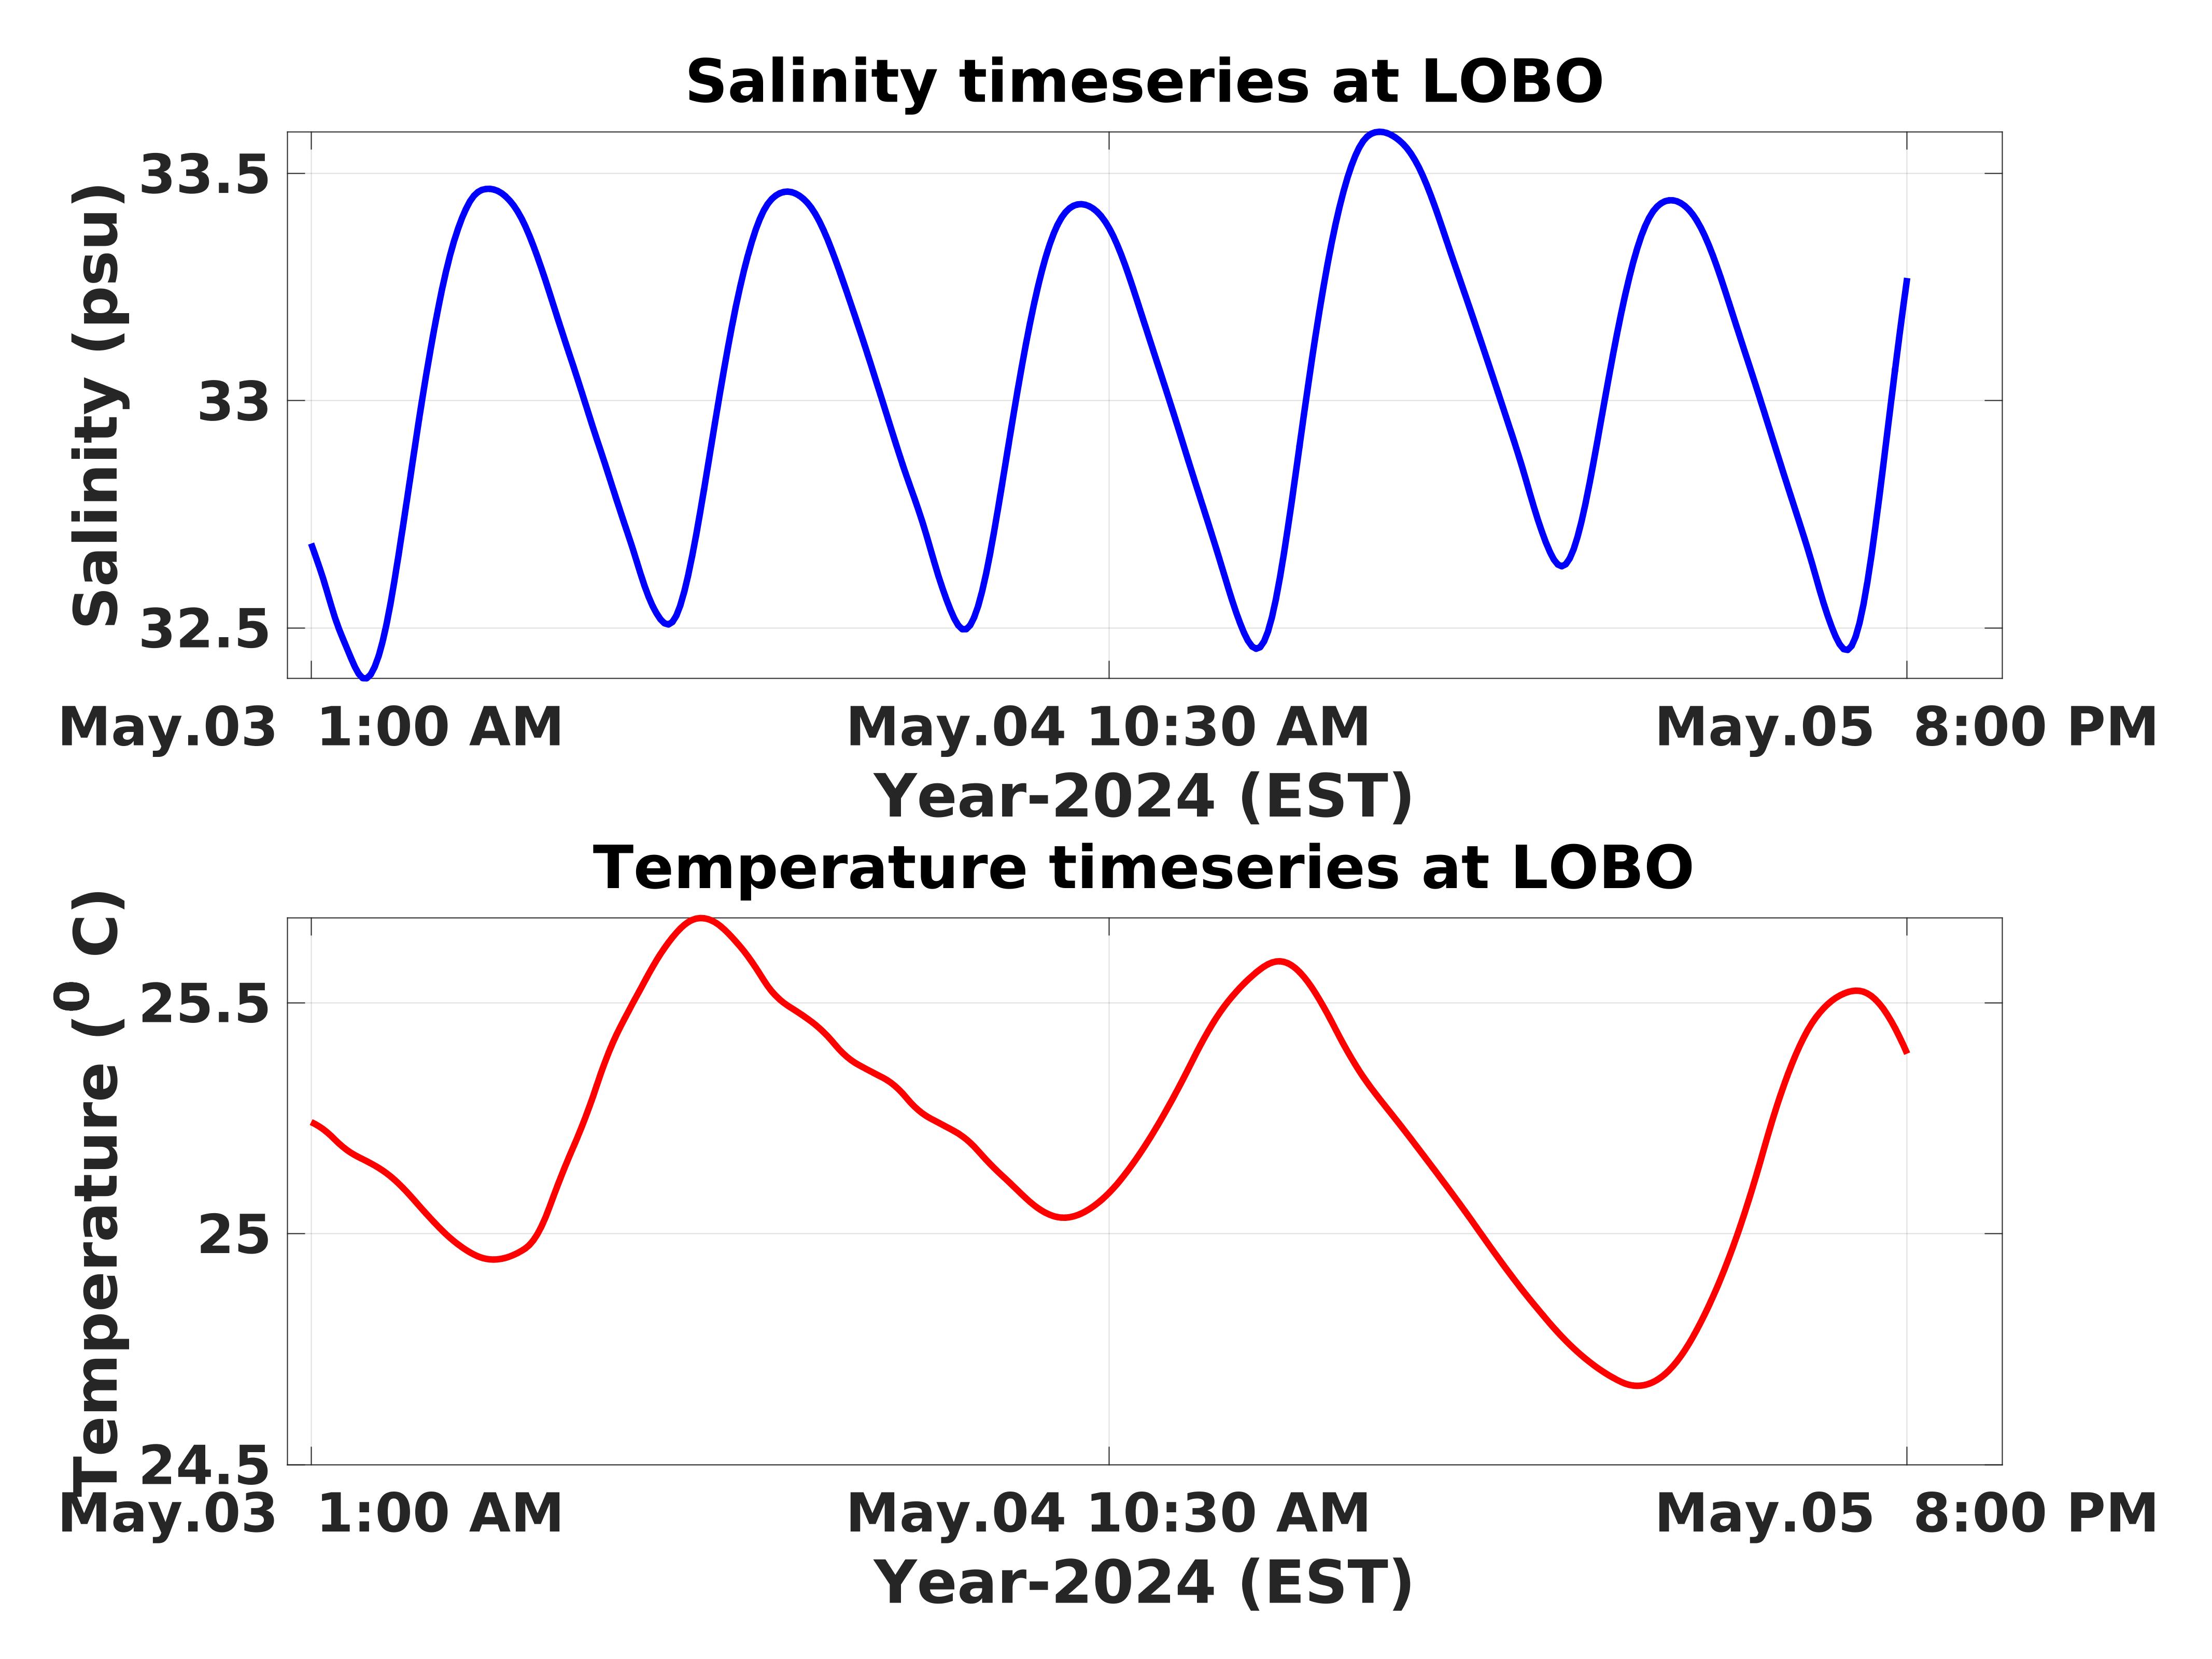 Salinity timeseries at LOBO
Salinity (psu)
33.5
33
32.5
May.03  1:00 AM
May.04 10:30 AM
May.05  8:00 PM
Year-2024 (EST)
Temperature timeseries at LOBO
Temperature (⁰ C)
25.5
25
24.5
May.03  1:00 AM
May.04 10:30 AM
May.05  8:00 PM
Year-2024 (EST)